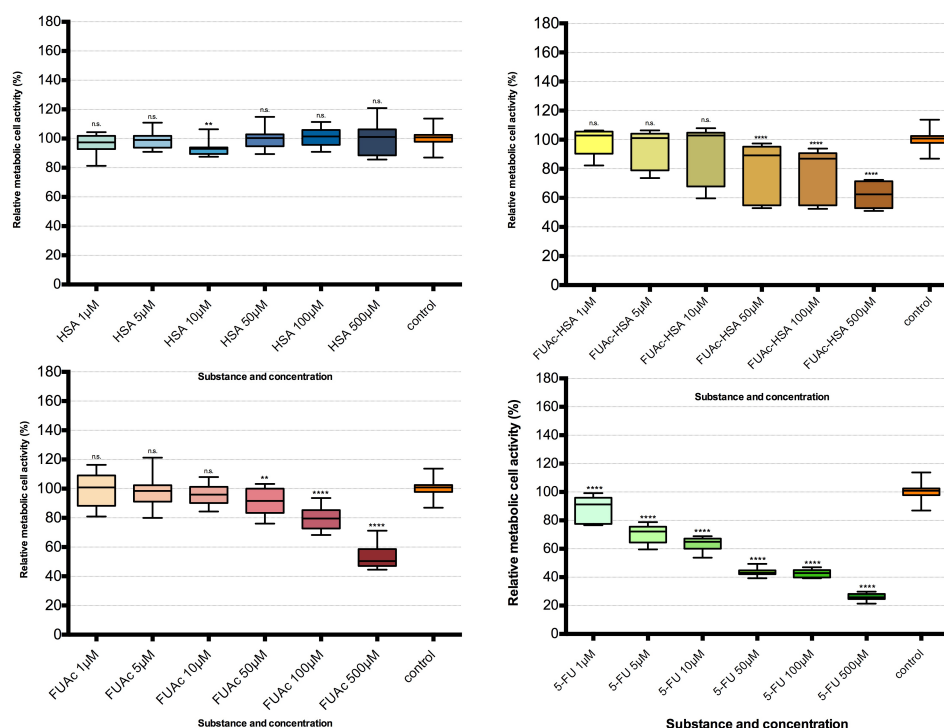 180
160
140
120
100
80
60
40
20
0
Relative metabolic cell activity (%)
n.s.
n.s.
**
n.s.
n.s.
n.s.
HSA 1µM
HSA 5µM
HSA 10µM
HSA 50µM
HSA 100µM
HSA 500µM
control
Substance and concentration
180
160
140
120
100
80
60
40
20
0
Relative metabolic cell activity (%)
n.s.
n.s.
n.s.
****
****
****
FUAc-HSA 1µM
FUAc-HSA 5µM
FUAc-HSA 10µM
FUAc-HSA 50µM
FUAc-HSA 100µM
FUAc-HSA 500µM
control
Substance and concentration
180
160
140
120
100
80
60
40
20
0
Relative metabolic cell activity (%)
n.s.
n.s.
n.s.
**
****
****
FUAc 1µM
FUAc 5µM
FUAc 10µM
FUAc 50µM
FUAc 100µM
FUAc 500µM
control
Substance and concentration
180
160
140
120
100
80
60
40
20
0
Relative metabolic cell activity (%)
****
****
****
****
****
****
5-FU 1µM
5-FU 5µM
5-FU 10µM
5-FU 50µM
5-FU 100µM
5-FU 500µM
control
Substance and concentration